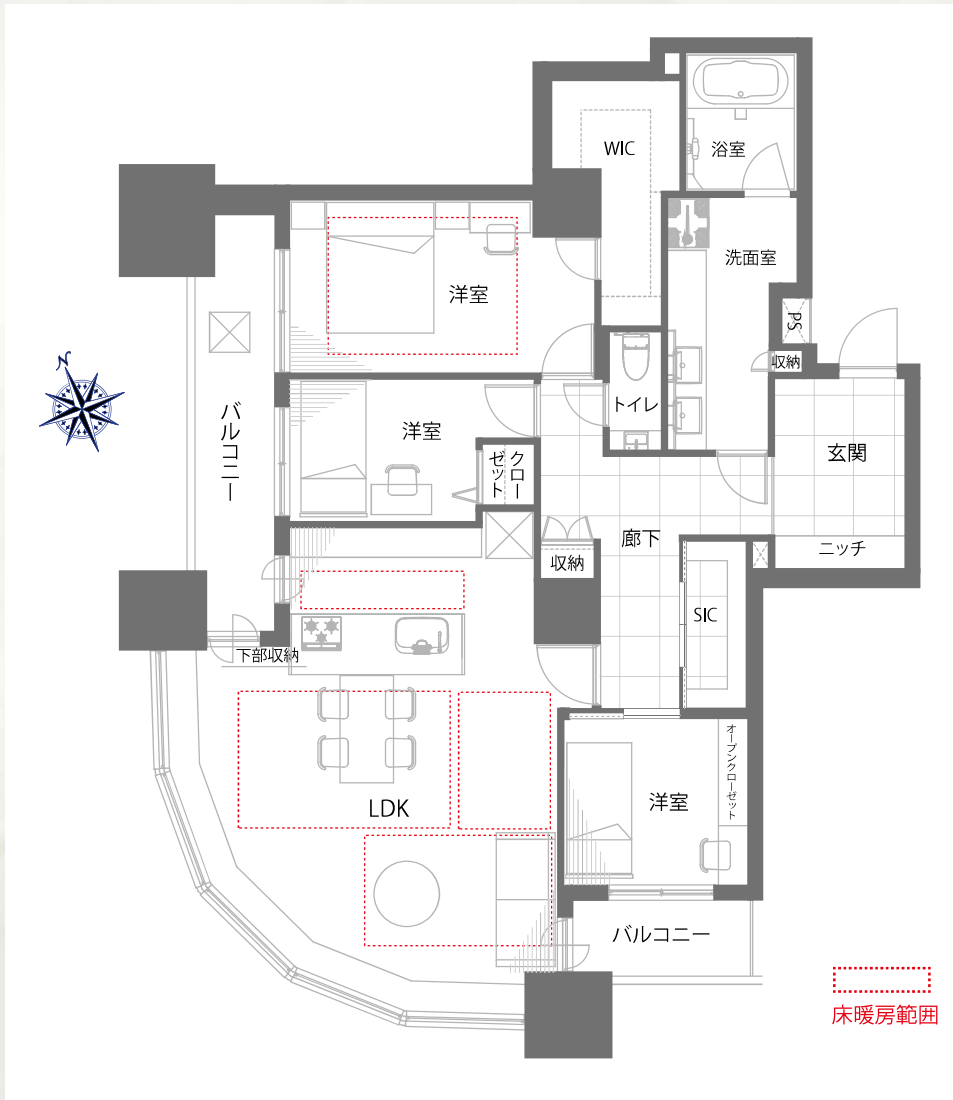 WIC
浴室
洗面室
PS
収納
洋室
トイレ
洋室
クロー
ゼット
玄関
ニッチ
廊下
収納
SIC
N
バルコニー
下部収納
LDK
洋室
オープンクローゼット
バルコニー
床暖房範囲